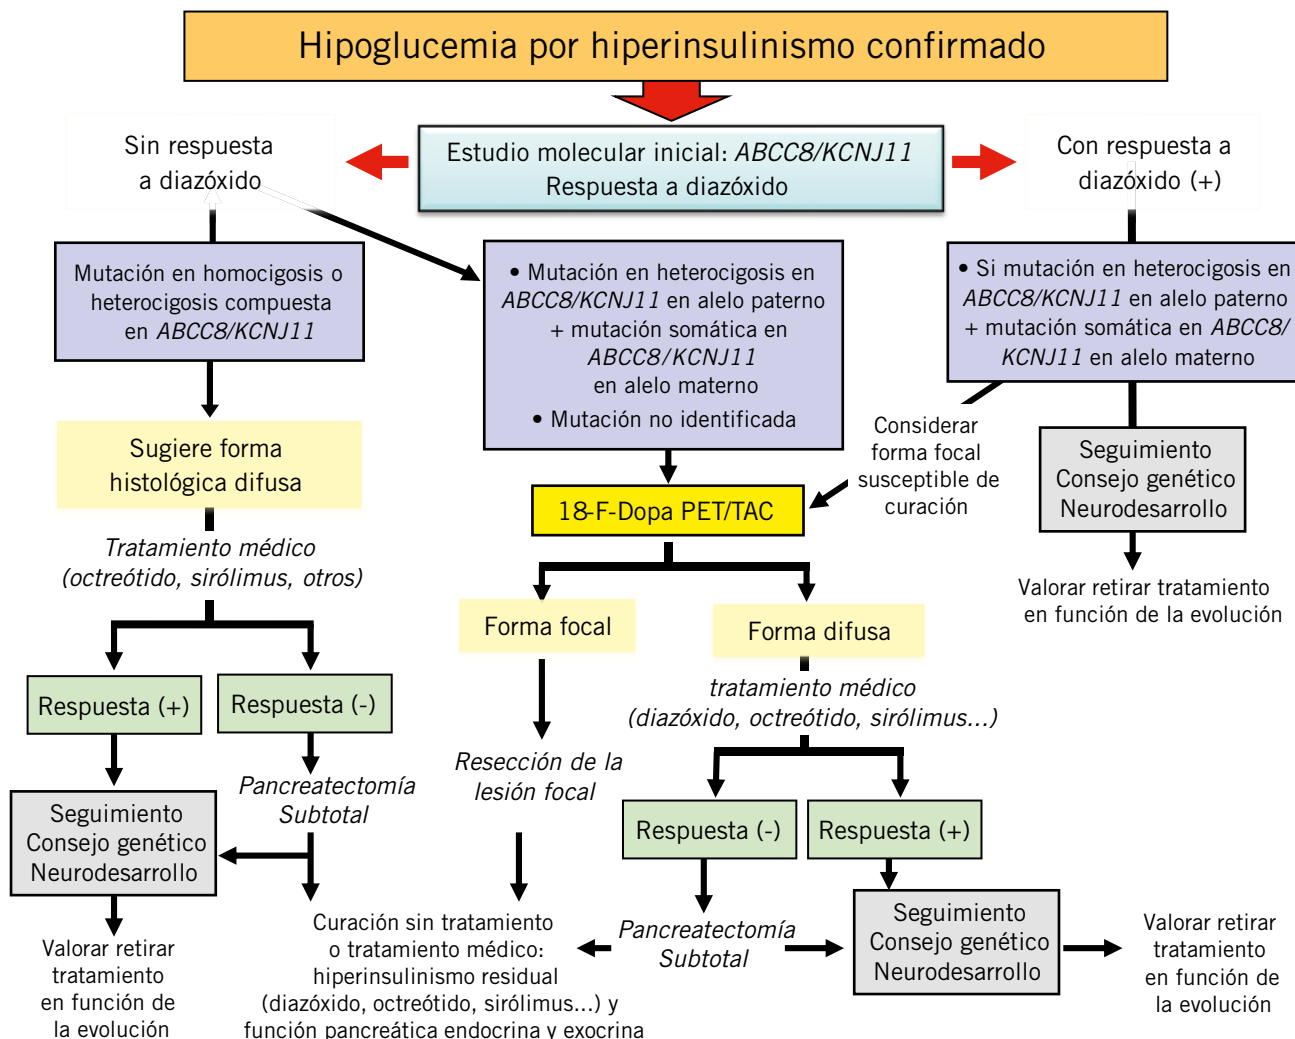 Hipoglucemia por hiperinsulinismo confirmado
Sin respuesta
a diazóxido
Estudio molecular inicial: ABCC8/KCNJ11
Respuesta a diazóxido
Con respuesta a
diazóxido (+)
Mutación en homocigosis o
heterocigosis compuesta
en ABCC8/KCNJ11
• Mutación en heterocigosis en
ABCC8/KCNJ11 en alelo paterno
+ mutación somática en
ABCC8/KCNJ11
en alelo materno
• Mutación no identificada
• Si mutación en heterocigosis en
ABCC8/KCNJ11 en alelo paterno
+ mutación somática en ABCC8/
KCNJ11 en alelo materno
Sugiere forma
histológica difusa
Considerar
forma focal
susceptible de
curación
Seguimiento
Consejo genético
Neurodesarrollo
18-F-Dopa PET/TAC
Tratamiento médico
(octreótido, sirólimus, otros)
Valorar retirar tratamiento
en función de la evolución
Forma focal
Forma difusa
Respuesta (+)
Respuesta (-)
tratamiento médico
(diazóxido, octreótido, sirólimus...)
Pancreatectomía
Subtotal
Resección de la
lesión focal
Seguimiento
Consejo genético
Neurodesarrollo
Respuesta (-)
Respuesta (+)
Valorar retirar
tratamiento
en función de
la evolución
Curación sin tratamiento
o tratamiento médico:
hiperinsulinismo residual
(diazóxido, octreótido, sirólimus...) y
función pancreática endocrina y exocrina
Pancreatectomía
Subtotal
Seguimiento
Consejo genético
Neurodesarrollo
Valorar retirar
tratamiento
en función de
la evolución